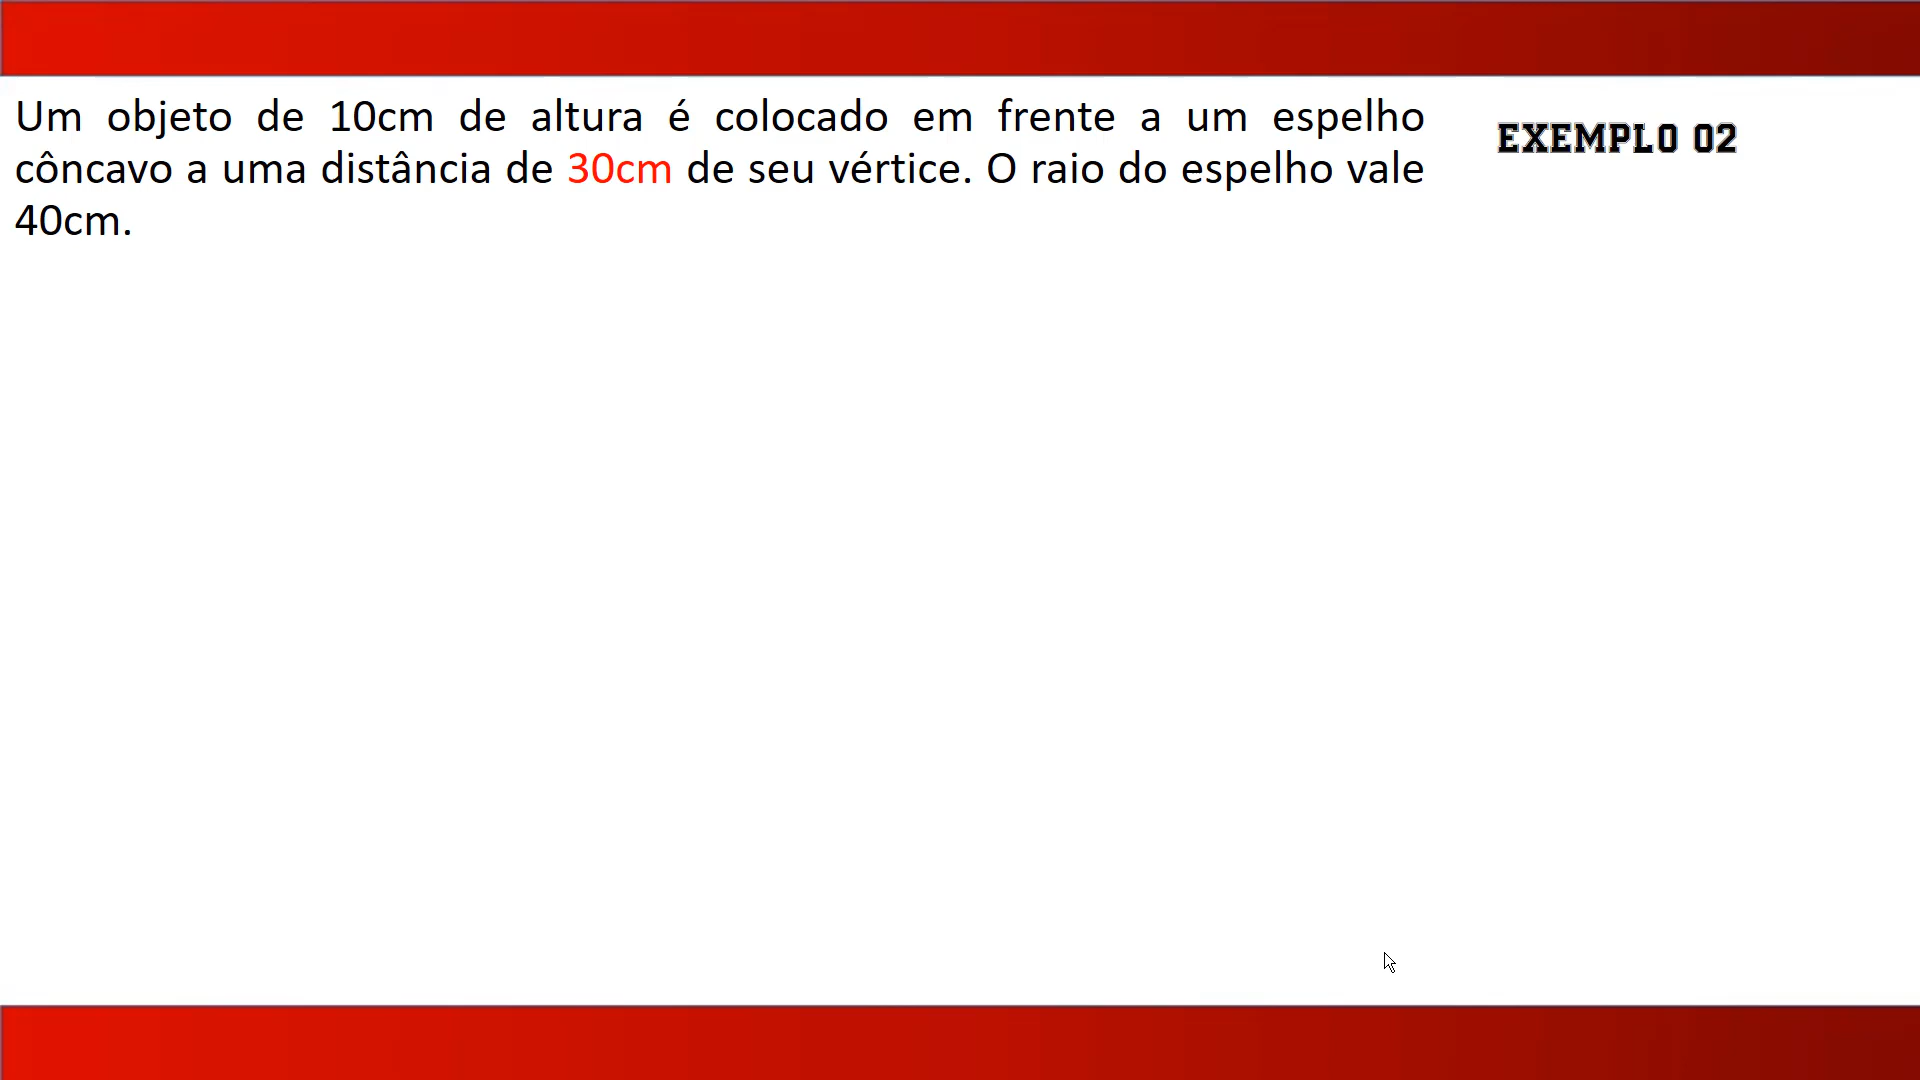 Um objeto de 10cm de altura é colocado em frente a um espelho
côncavo a uma distância de 30cm de seu vértice. O raio do espelho vale
40cm.
EXEMPLO 02